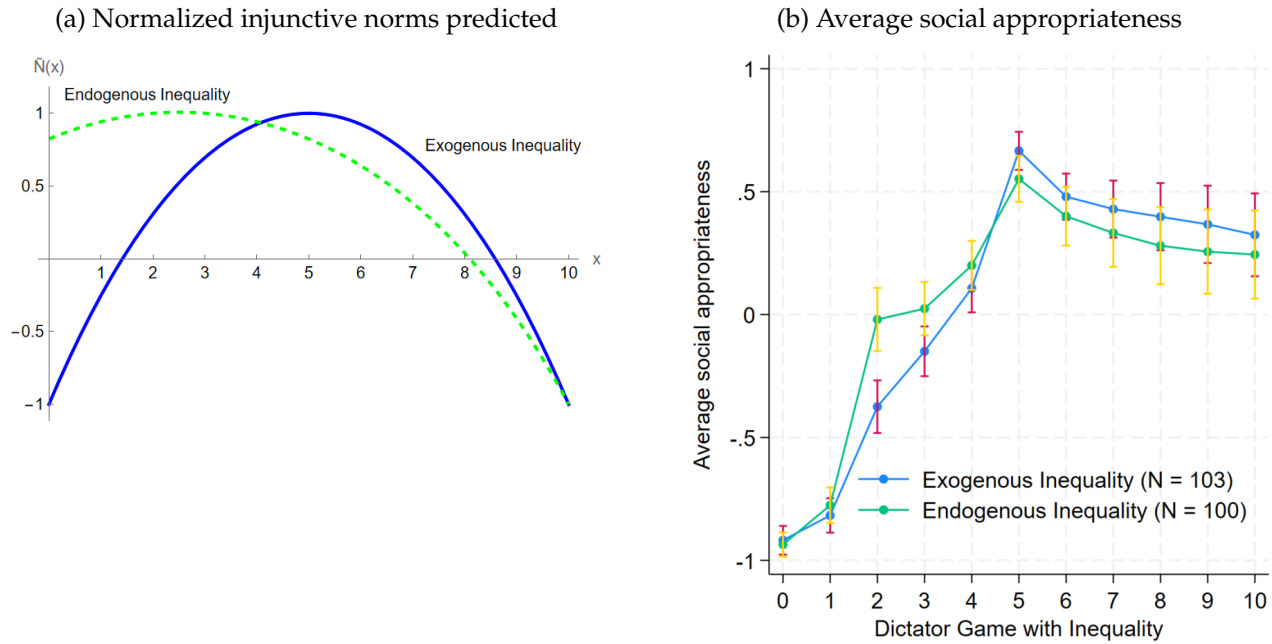 (a) Normalized injunctive norms predicted
Ñ(x)
Endogenous Inequality
Exogenous Inequality
1
0.5
−0.5
−1
1 2 3 4 5 6 7 8 9 10 x
(b) Average social appropriateness
Average social appropriateness
1
.5
0
-.5
-1
Exogenous Inequality (N = 103)
Endogenous Inequality (N = 100)
0 1 2 3 4 5 6 7 8 9 10
Dictator Game with Inequality